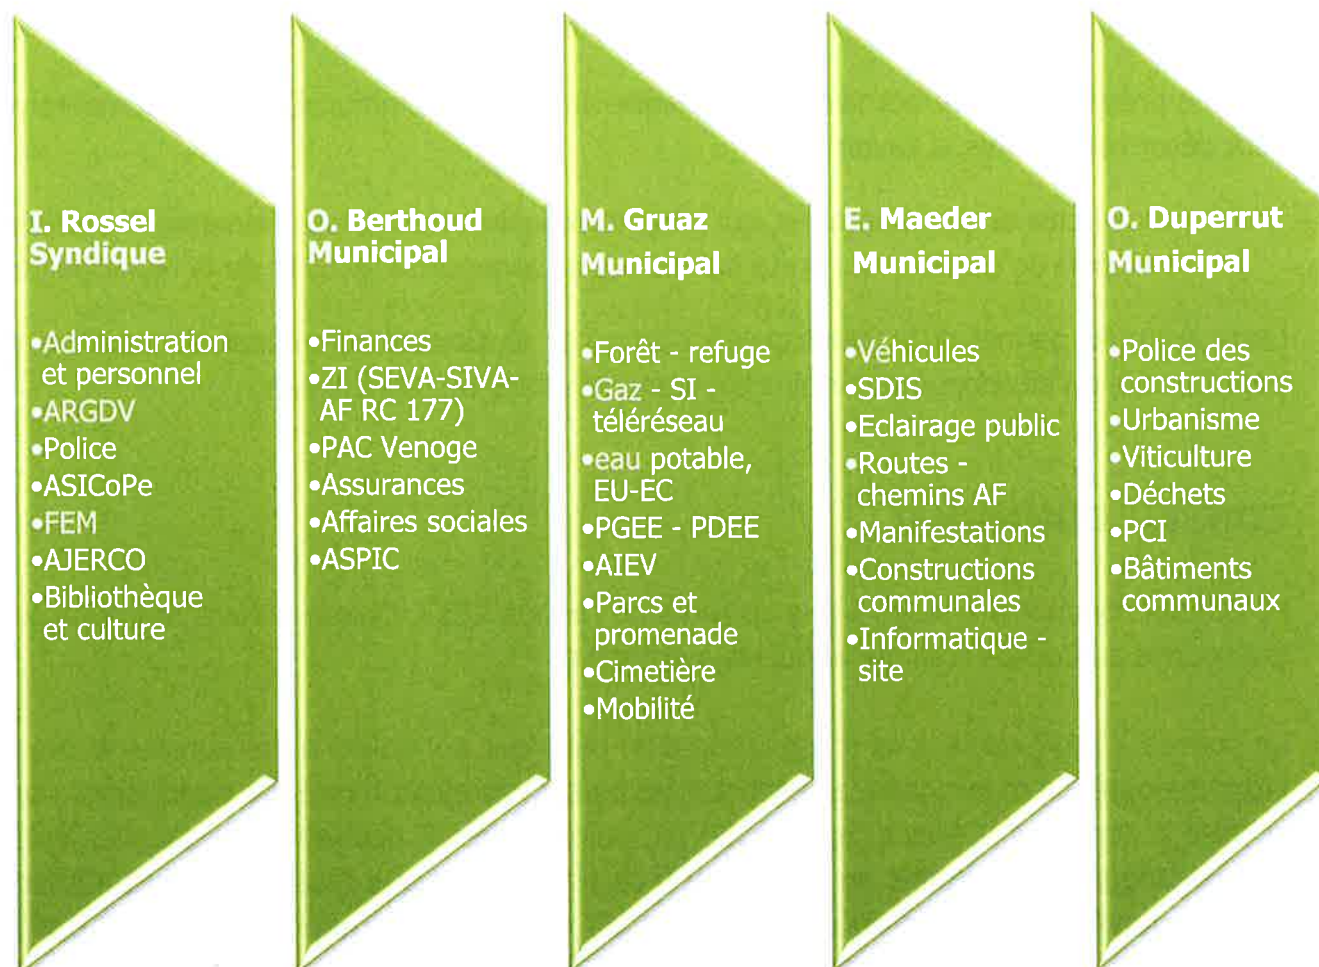 I. Rossel
Syndique
•Administration
et personnel
•ARGDV
•Police
•ASICoPe
•FEM
•AJERCO
•Bibliothèque
et culture
O. Berthoud
Municipal
•Finances
•ZI (SEVA-SIVA-
AF RC 177)
•PAC Venoge
•Assurances
•Affaires sociales
•ASPIC
M. Gruaz
Municipal
•Forêt - refuge
•Gaz - SI -
téléréseau
•eau potable,
EU-EC
•PGEE - PDEE
•AIEV
•Parcs et
promenade
•Cimetière
•Mobilité
E. Maeder
Municipal
•Véhicules
•SDIS
•Eclairage public
•Routes -
chemins AF
•Manifestations
•Constructions
communales
•Informatique -
site
O. Duperrut
Municipal
•Police des
constructions
•Urbanisme
•Viticulture
•Déchets
•PCI
•Bâtiments
communaux